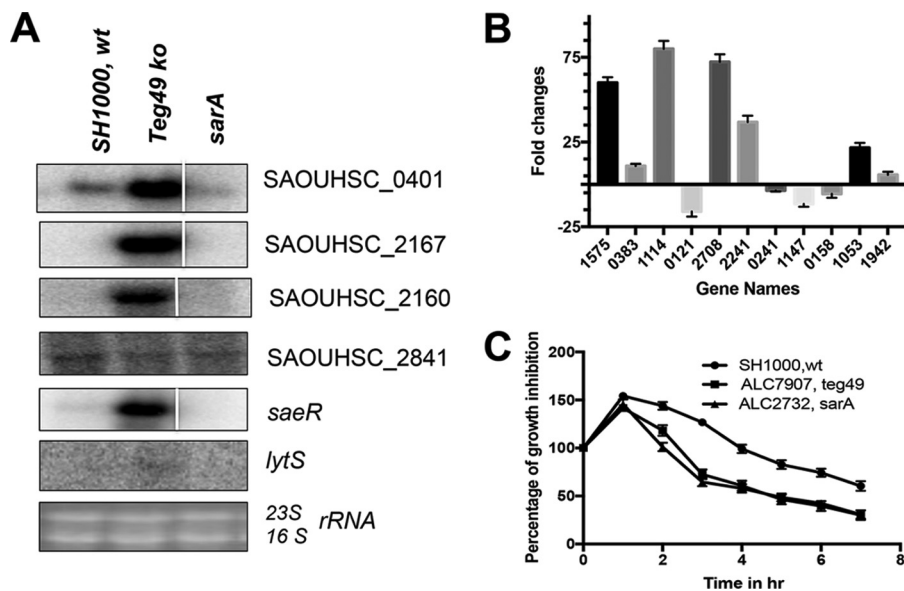 A
SH1000, wt
Teg49 ko
sarA
SAOUHSC_0401
SAOUHSC_2167
SAOUHSC_2160
SAOUHSC_2841
saeR
lytS
23S
16 S
rRNA
B
Fold changes
75
25
-25
1575
0383
1114
0121
2708
2241
0241
1147
0158
1053
1942
Gene Names
C
Percentage of growth inhibition
200
150
100
50
0
0
2
4
6
8
Time in hr
SH1000,wt
ALC7907, teg49
ALC2732, sarA